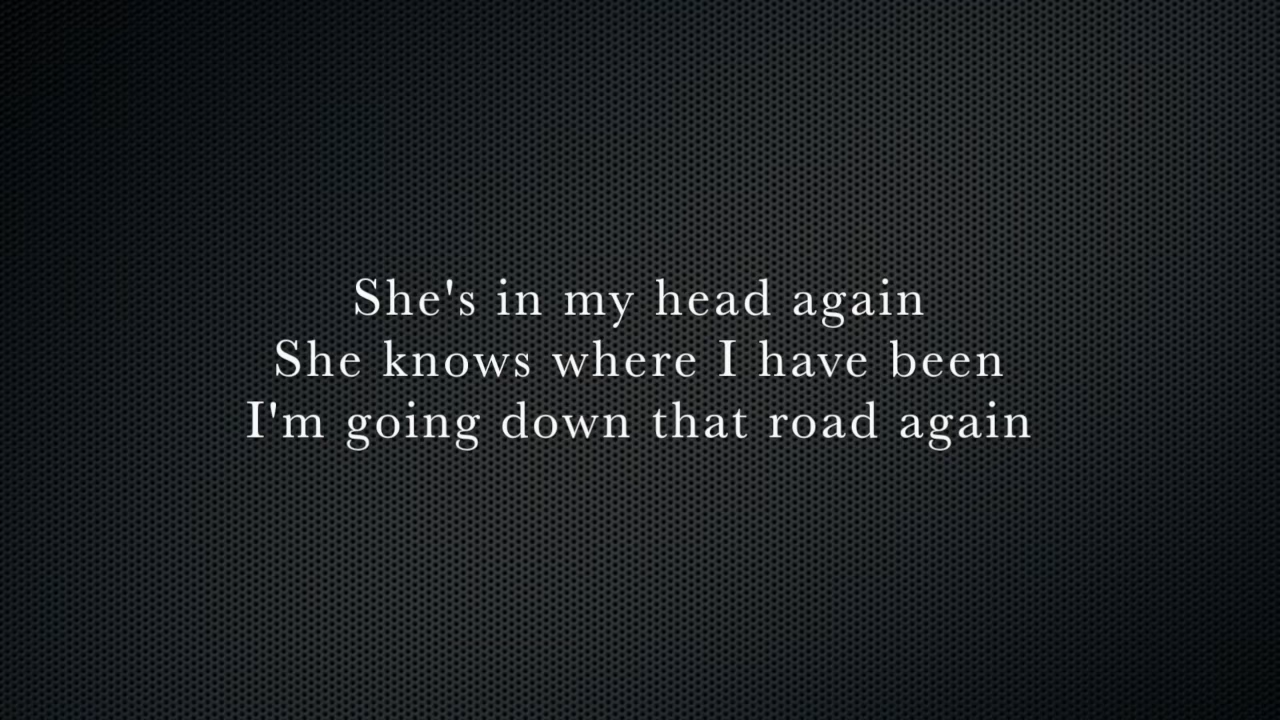 She's in my head again
She knows where I have been
I'm going down that road again